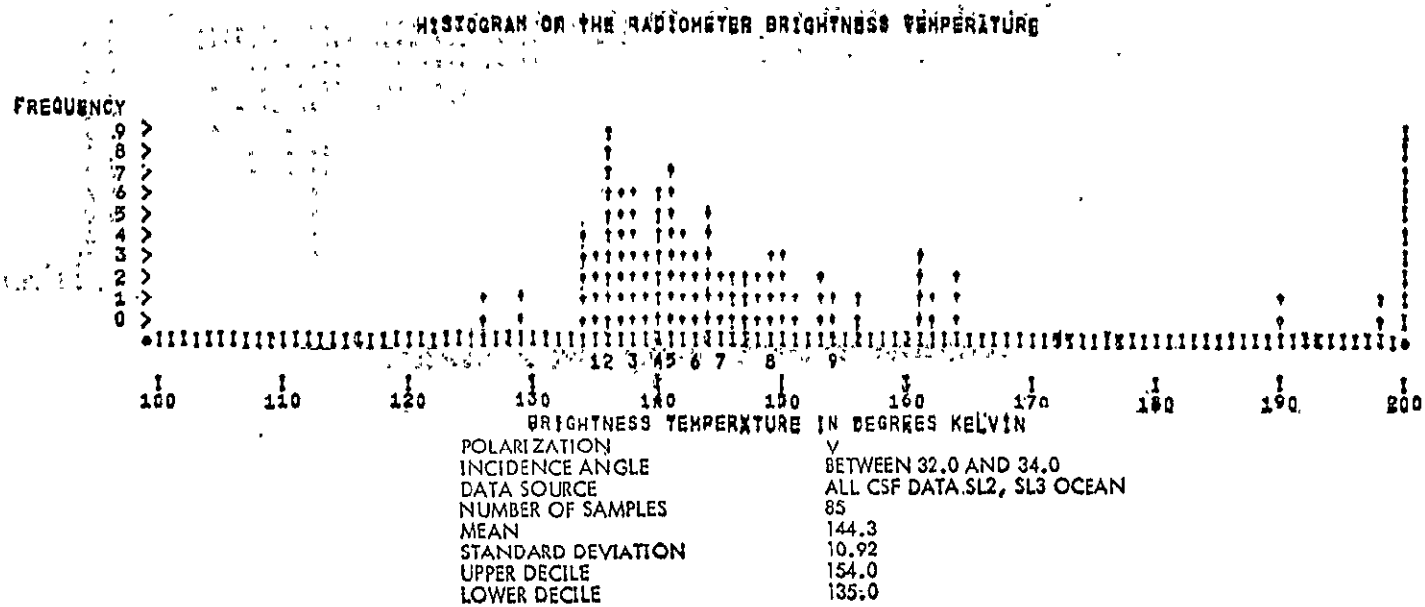 HISTOGRAM OR THE RADIOMETER BRIGHTNESS TEMPERATURE
FREQUENCY
9 >
8 >
7 >
6 >
5 >
4 >
3 >
2 >
1 >
0 >
12 3 M5 6 7 8 9
100 110 120 130 140 150 160 170 180 190 200
BRIGHTNESS TEMPERATURE IN DEGREES KELVIN
POLARIZATION V
INCIDENCE ANGLE BETWEEN 32.0 AND 34.0
DATA SOURCE ALL CSF DATA.SL2, SL3 OCEAN
NUMBER OF SAMPLES 85
MEAN 144.3
STANDARD DEVIATION 10.92
UPPER DECILE 154.0
LOWER DECILE 135.0